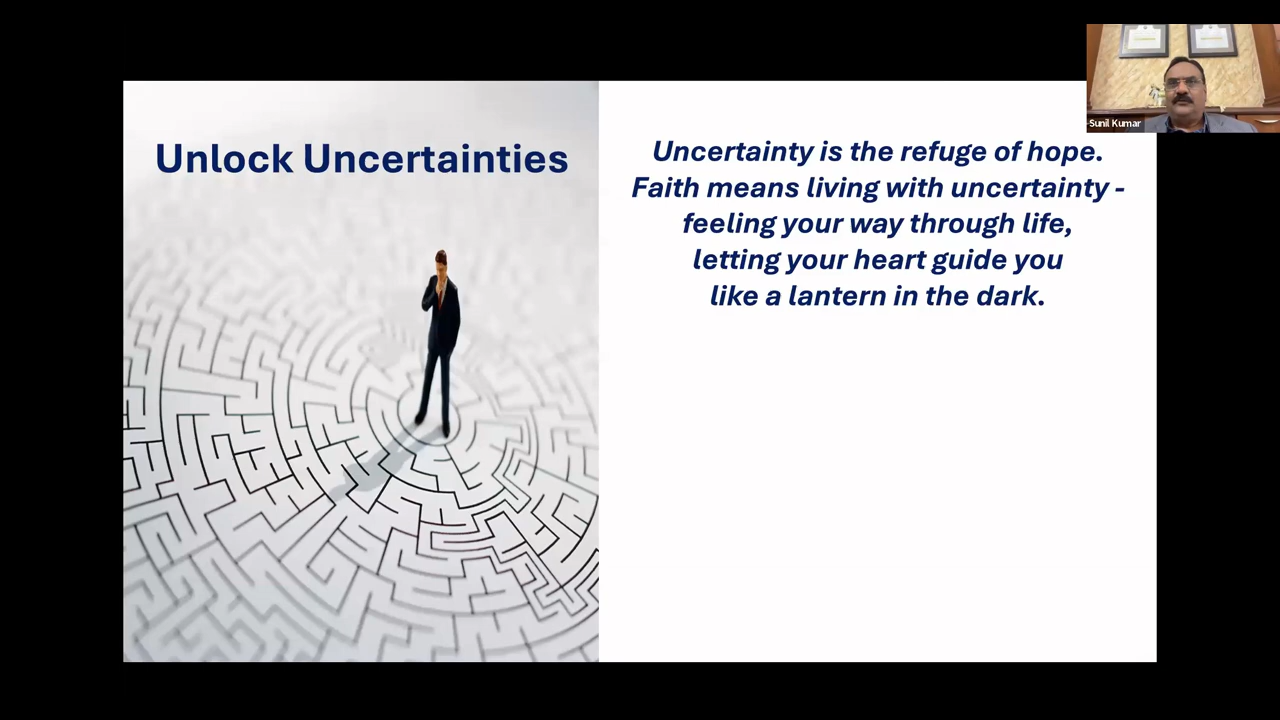 Unlock Uncertainties
Uncertainty is the refuge of hope.
Faith means living with uncertainty -
feeling your way through life,
letting your heart guide you
like a lantern in the dark.
Sunil Kumar